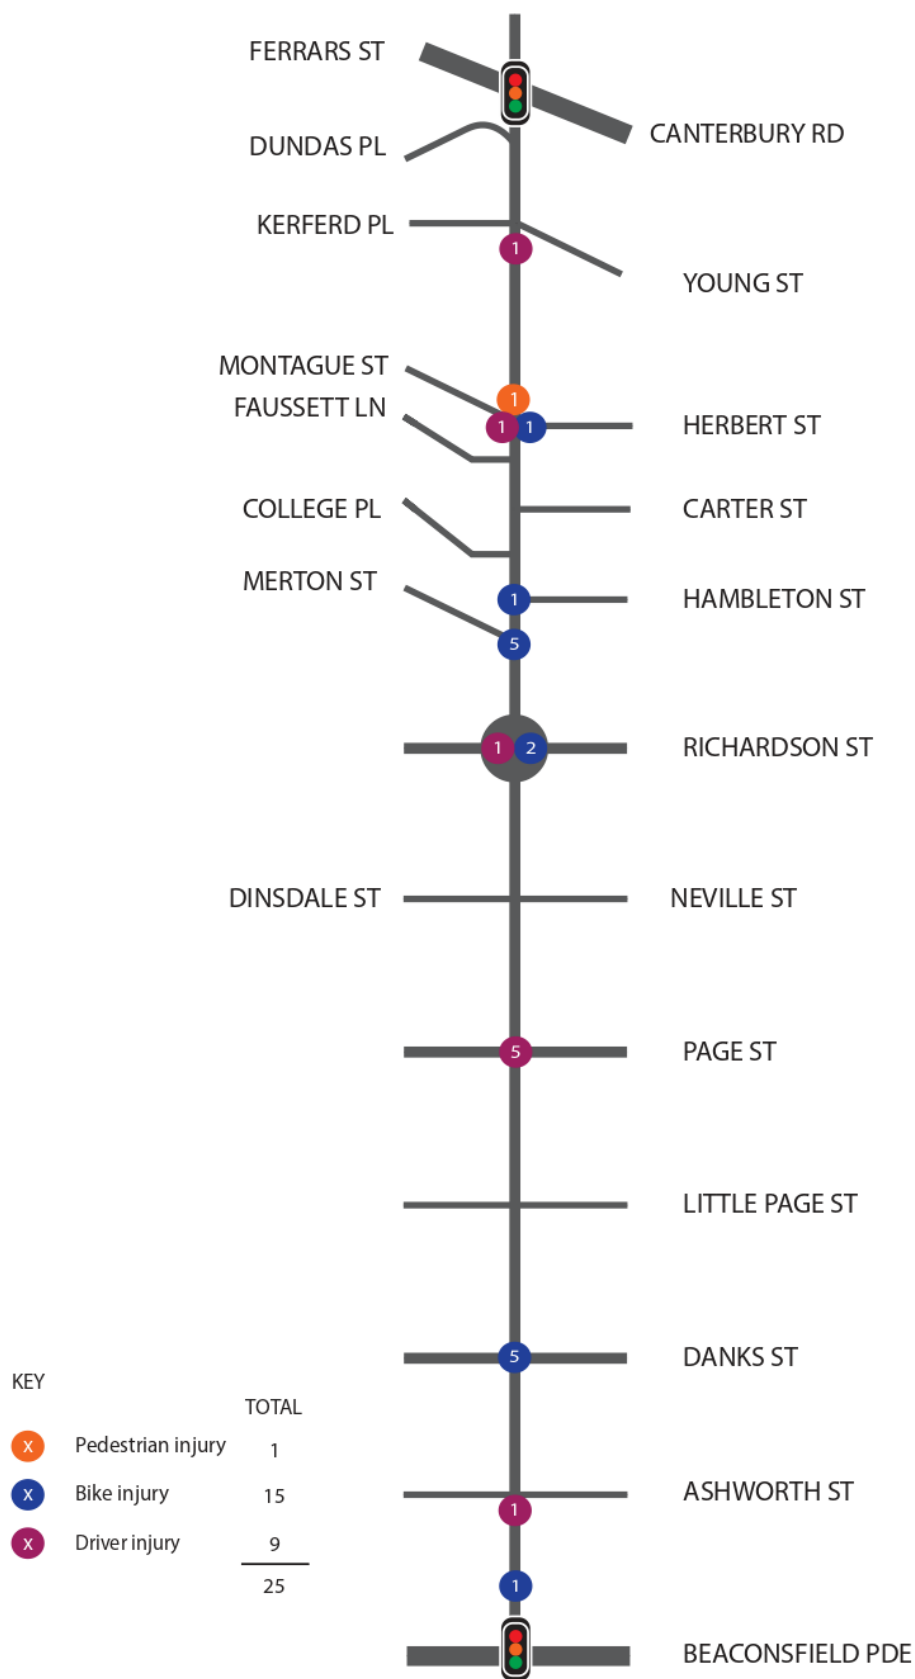 FERRARS ST
CANTERBURY RD
DUNDAS PL
KERFERD PL
1
YOUNG ST
MONTAGUE ST
1
FAUSSETT LN
1 1
HERBERT ST
COLLEGE PL
CARTER ST
MERTON ST
1
HAMBLETON ST
5
1 2
RICHARDSON ST
DINSDALE ST
NEVILLE ST
5
PAGE ST
LITTLE PAGE ST
5
DANKS ST
KEY
TOTAL
X Pedestrian injury 1
X Bike injury 15
X Driver injury 9
25
ASHWORTH ST
1
1
BEACONSFIELD PDE